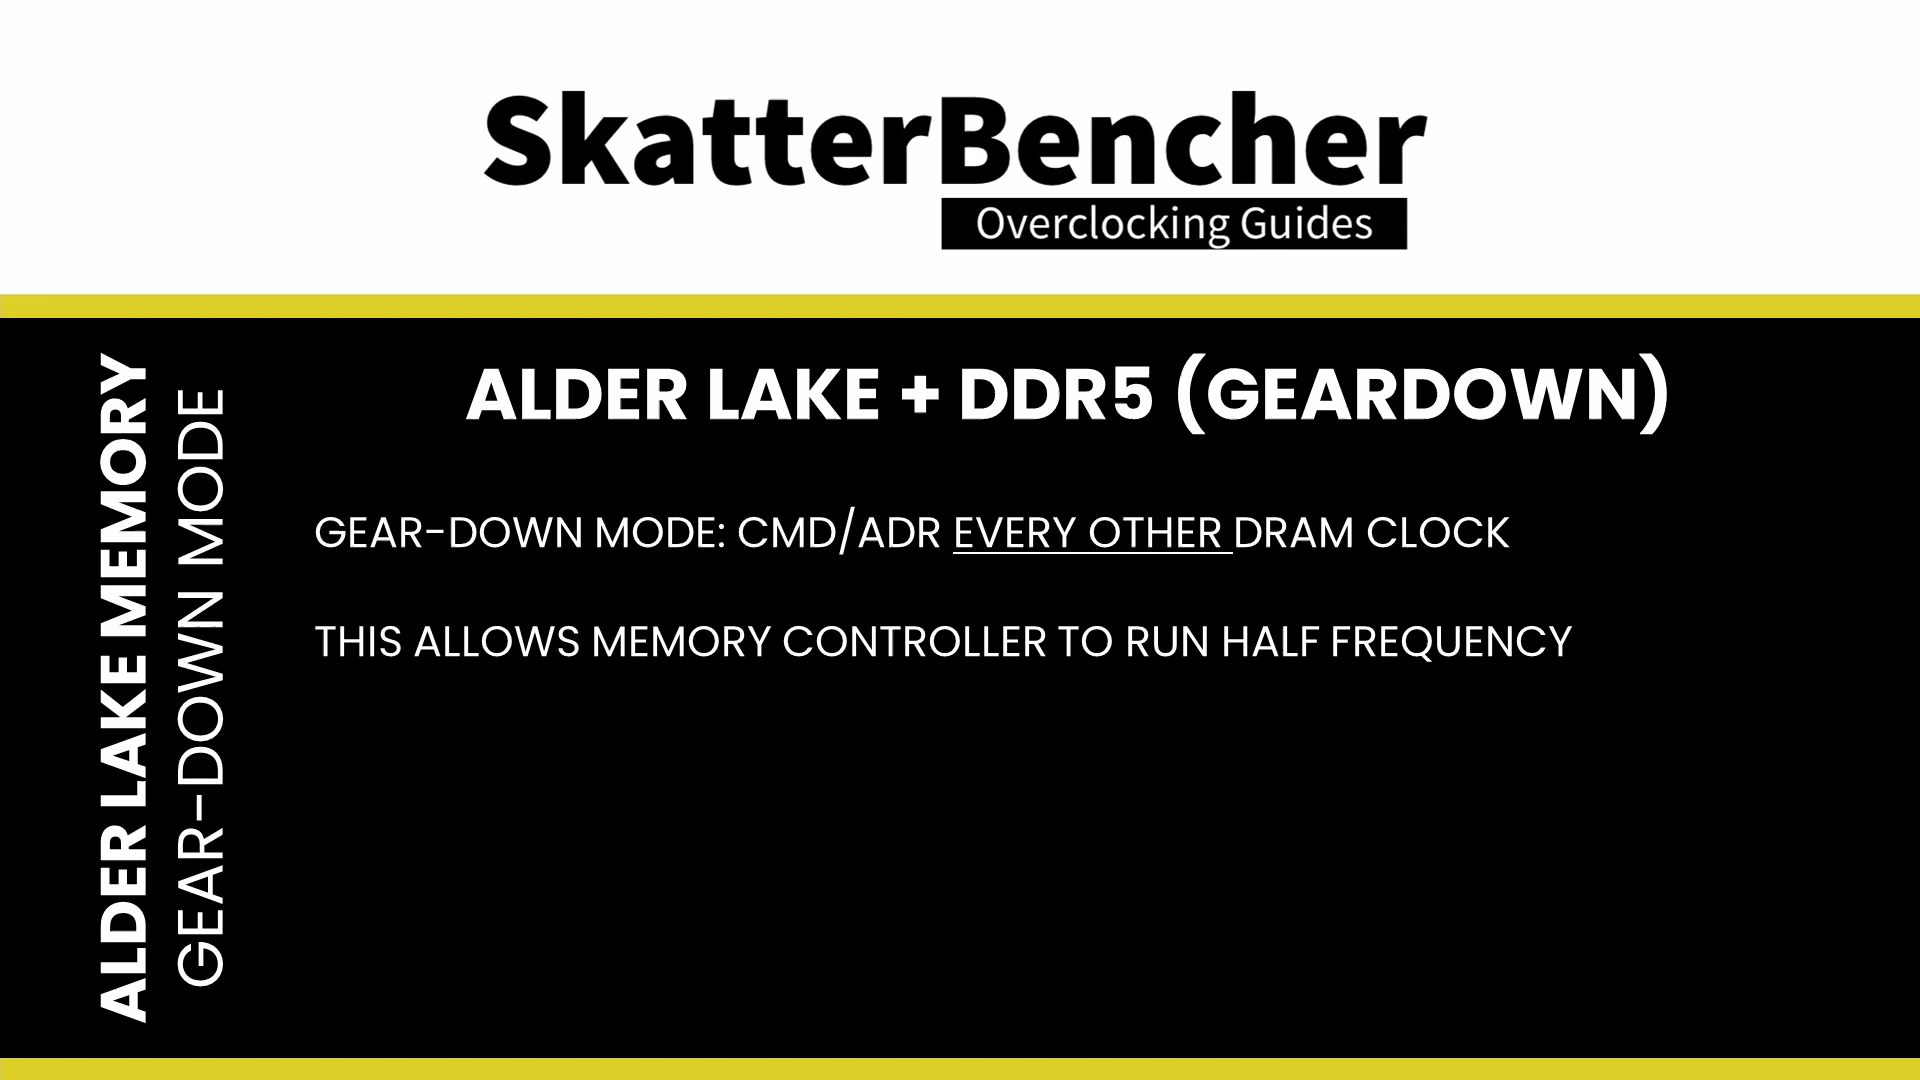 SkatterBencher
Overclocking Guides
ALDER LAKE MEMORY
GEAR-DOWN MODE
ALDER LAKE + DDR5 (GEARDOWN)
GEAR-DOWN MODE: CMD/ADR EVERY OTHER DRAM CLOCK
THIS ALLOWS MEMORY CONTROLLER TO RUN HALF FREQUENCY